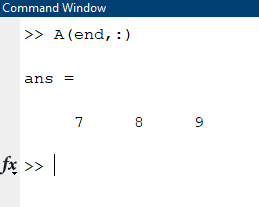 Command Window
>> A(end,:)
ans =
7 8 9
fx >>